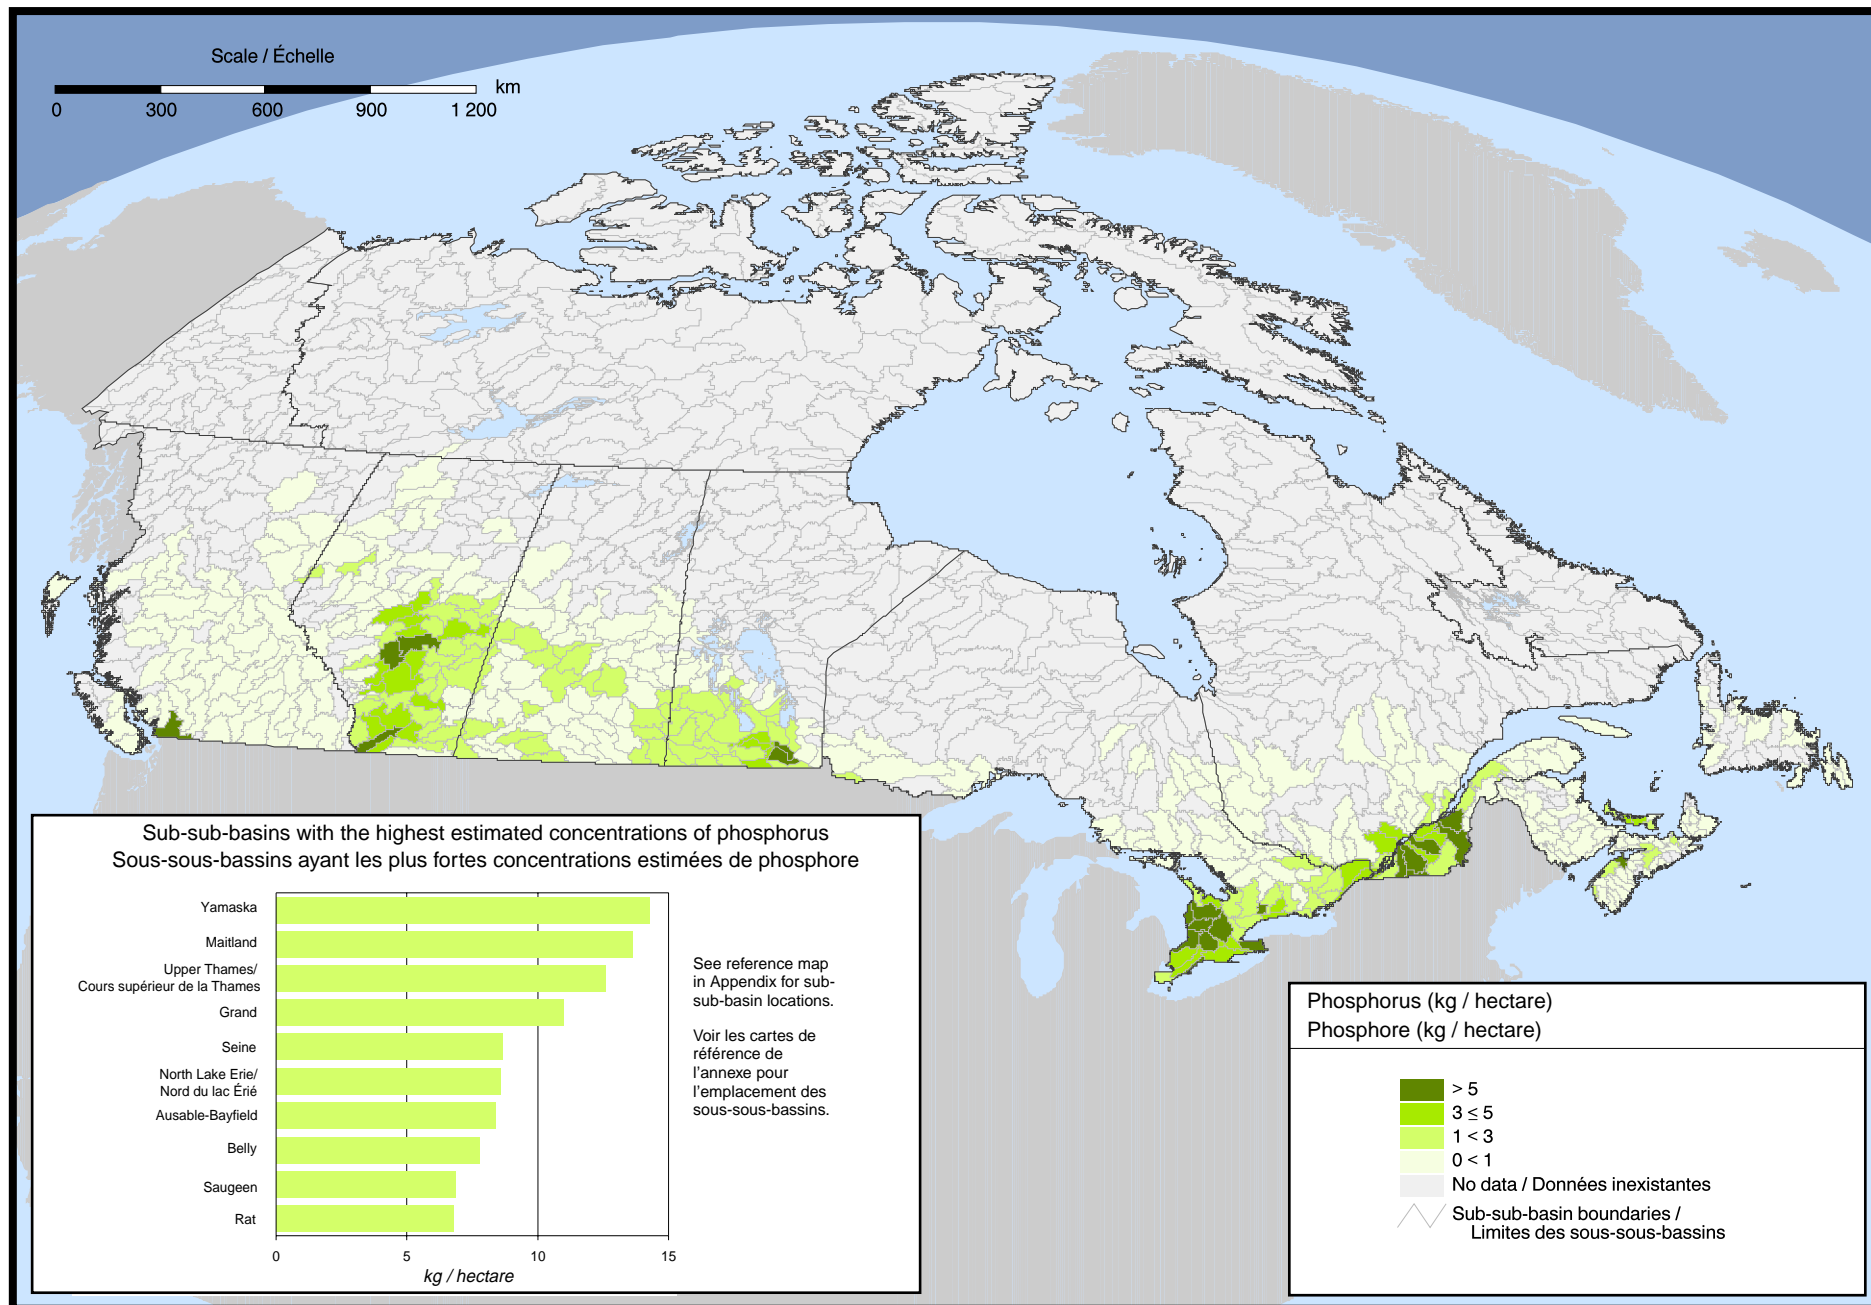 Scale / Échelle
km
0 300 600 900 1 200
Sub-sub-basins with the highest estimated concentrations of phosphorus
Sous-sous-bassins ayant les plus fortes concentrations estimées de phosphore
Yamaska
Maitland
Upper Thames/
Cours supérieur de la Thames
Grand
Seine
North Lake Erie/
Nord du lac Érié
Ausable-Bayfield
Belly
Saugeen
Rat
0 5 10 15
kg / hectare
See reference map
in Appendix for sub-
sub-basin locations.
Voir les cartes de
référence de
l'annexe pour
l'emplacement des
sous-sous-bassins.
Phosphorus (kg / hectare)
Phosphore (kg / hectare)
> 5
3 ≤ 5
1 < 3
0 < 1
No data / Données inexistantes
Sub-sub-basin boundaries /
Limites des sous-sous-bassins